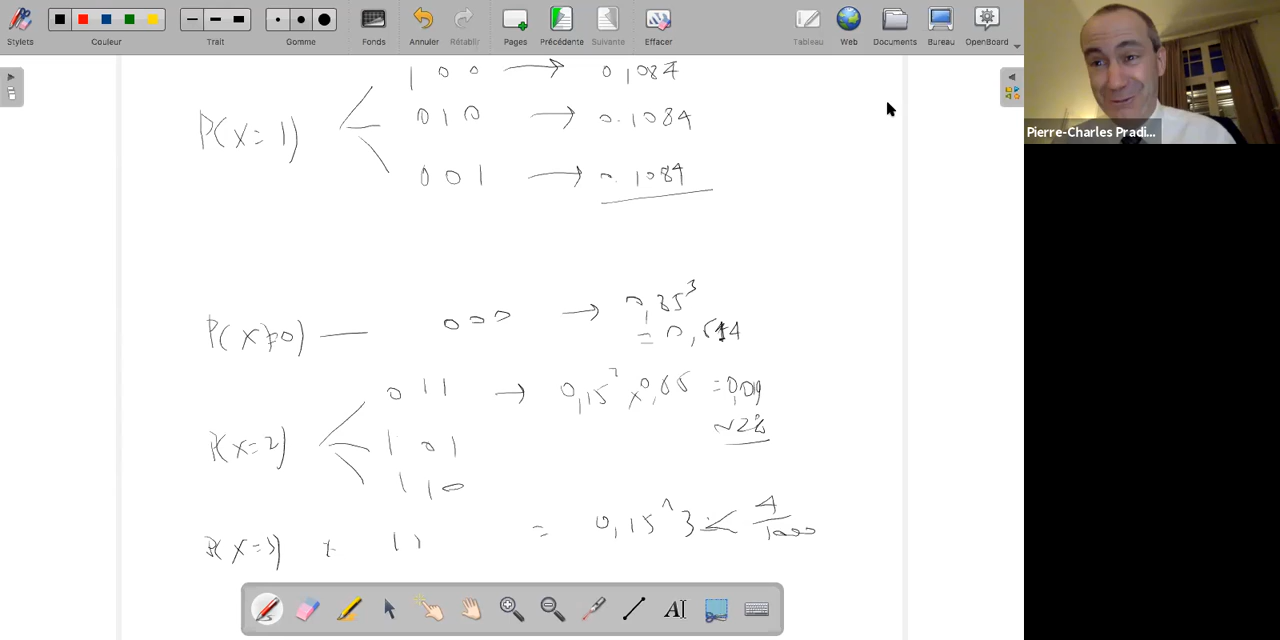 Stylets Couleur Trait Gomme Fonds Annuler Rétablir Pages Précédente Suivante Effacer Tableau Web Documents Bureau OpenBoard
Pierre-Charles Pradi...
1 0 0 → 0,1084
P(X=1) 0 1 0 → 0.1084
0 0 1 → 0.1084
P(X=0) — 0 0 0 → 0,85³
= 0,614
0 1 1 → 0,15² × 0,85 = 0,019
~2%
P(X=2) 1 0 1
1 1 0
P(X=3) 1 1 = 0,15^3 < 4/1000
A